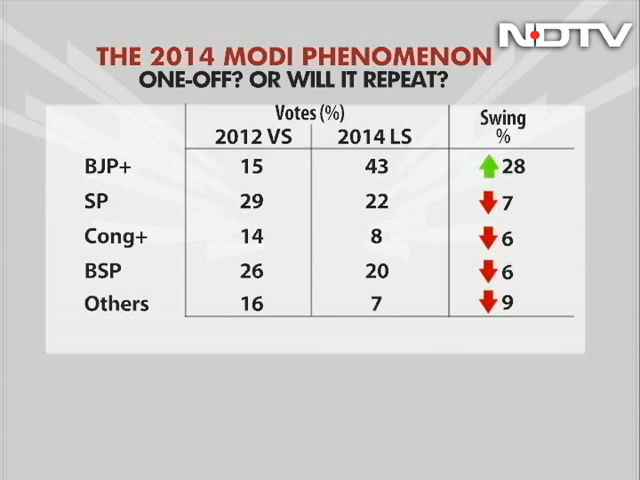 NDTV
THE 2014 MODI PHENOMENON
ONE-OFF? OR WILL IT REPEAT?
Votes (%) Swing %
2012 VS 2014 LS
BJP+ 15 43 28
SP 29 22 7
Cong+ 14 8 6
BSP 26 20 6
Others 16 7 9